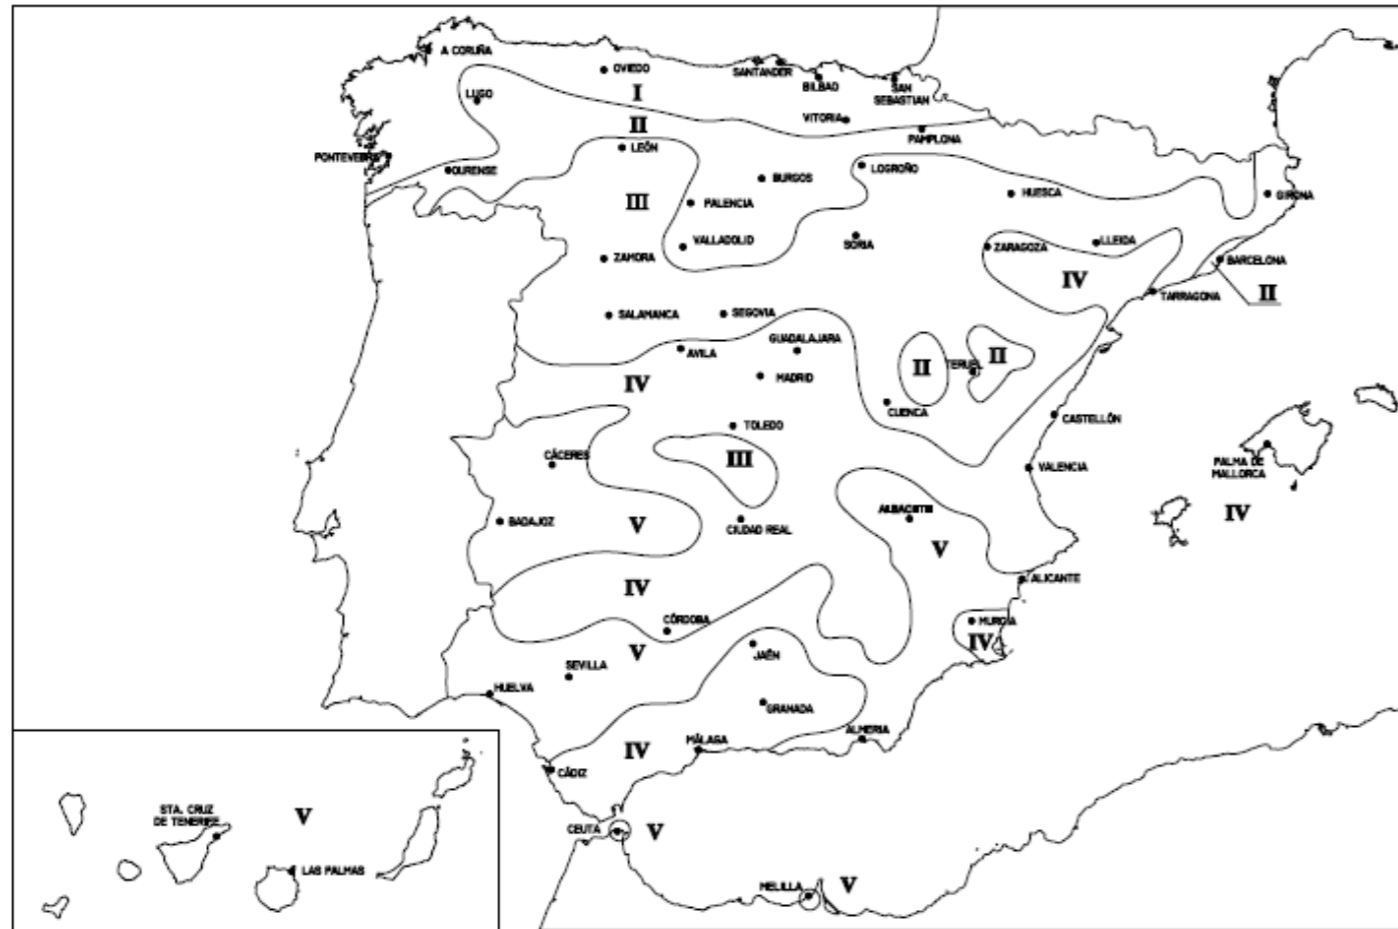 A CORUÑA
OVIEDO
SANTANDER
BILBAO
SAN
SEBASTIAN
LUGO
I
VITORIA
PAMPLONA
II
LEÓN
PONTEVEDRA
OURENSE
LOGROÑO
BURGOS
HUESCA
GIRONA
III
PALENCIA
VALLADOLID
SORIA
ZARAGOZA
LLEIDA
ZAMORA
BARCELONA
IV
TARRAGONA
II
SALAMANCA
SEGOVIA
GUADALAJARA
AVILA
II
II
TERUEL
IV
MADRID
CUENCA
CASTELLÓN
TOLEDO
CÁCERES
III
VALENCIA
PALMA DE
MALLORCA
ALBACETE
IV
BADAJOZ
V
CIUDAD REAL
V
ALICANTE
IV
CÓRDOBA
MURCIA
V
IV
JAÉN
SEVILLA
HUELVA
GRANADA
ALMERIA
MÁLAGA
IV
CÁDIZ
STA. CRUZ
DE TENERIFE
V
CEUTA
V
LAS PALMAS
MELILLA
V